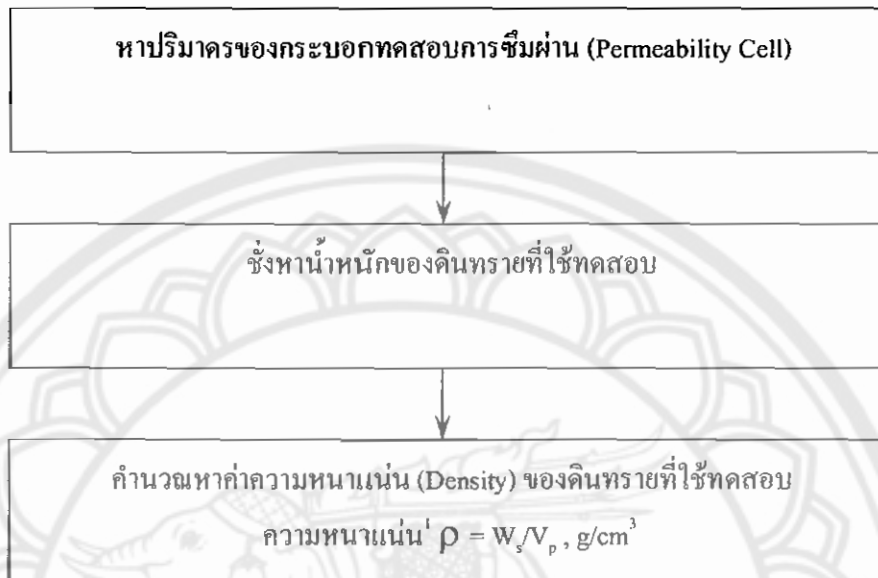 หาปริมาตรของกระบอกทดสอบการซึมผ่าน (Permeability Cell)
ชั่งหาน้ำหนักของดินทรายที่ใช้ทดสอบ
คำนวณหาค่าความหนาแน่น (Density) ของดินทรายที่ใช้ทดสอบ
ความหนาแน่น ρ = Wₛ/Vₚ , g/cm³